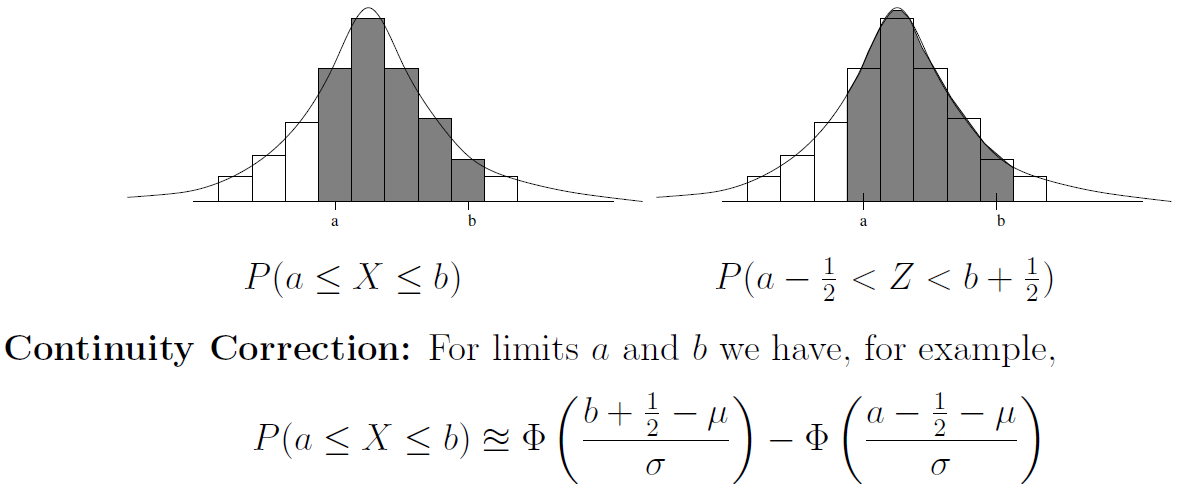 a b a b
P(a ≤ X ≤ b) P(a − 1/2 < Z < b + 1/2)
Continuity Correction: For limits a and b we have, for example,
P(a ≤ X ≤ b) ≊ Φ((b + 1/2 − μ)/σ) − Φ((a − 1/2 − μ)/σ)